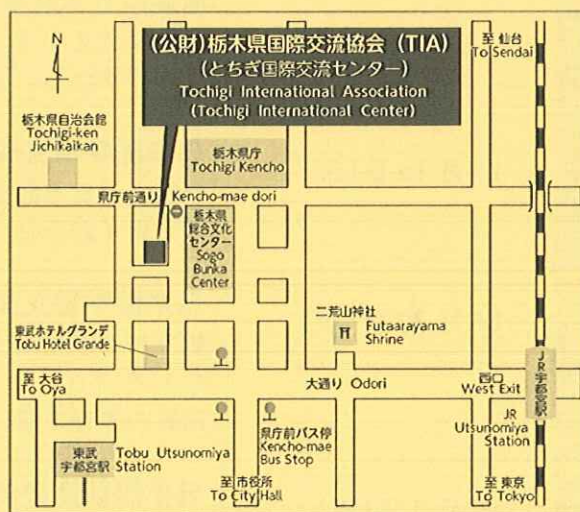 N
(公財)栃木県国際交流協会(TIA)
(とちぎ国際交流センター)
Tochigi International Association
(Tochigi International Center)
至 仙台
To Sendai
栃木県自治会館
Tochigi-ken
Jichikaikan
栃木県庁
Tochigi Kencho
県庁前通り Kencho-mae dori
栃木県
総合文化
センター
Sogo
Bunka
Center
二荒山神社
Futaarayama
Shrine
東武ホテルグランデ
Tobu Hotel Grande
至 大谷
To Oya
大通り Odori
西口
West Exit
JR宇都宮駅
JR
Utsunomiya
Station
県庁前バス停
Kencho-mae
Bus Stop
東武
宇都宮駅
Tobu Utsunomiya
Station
至 市役所
To City Hall
至 東京
To Tokyo